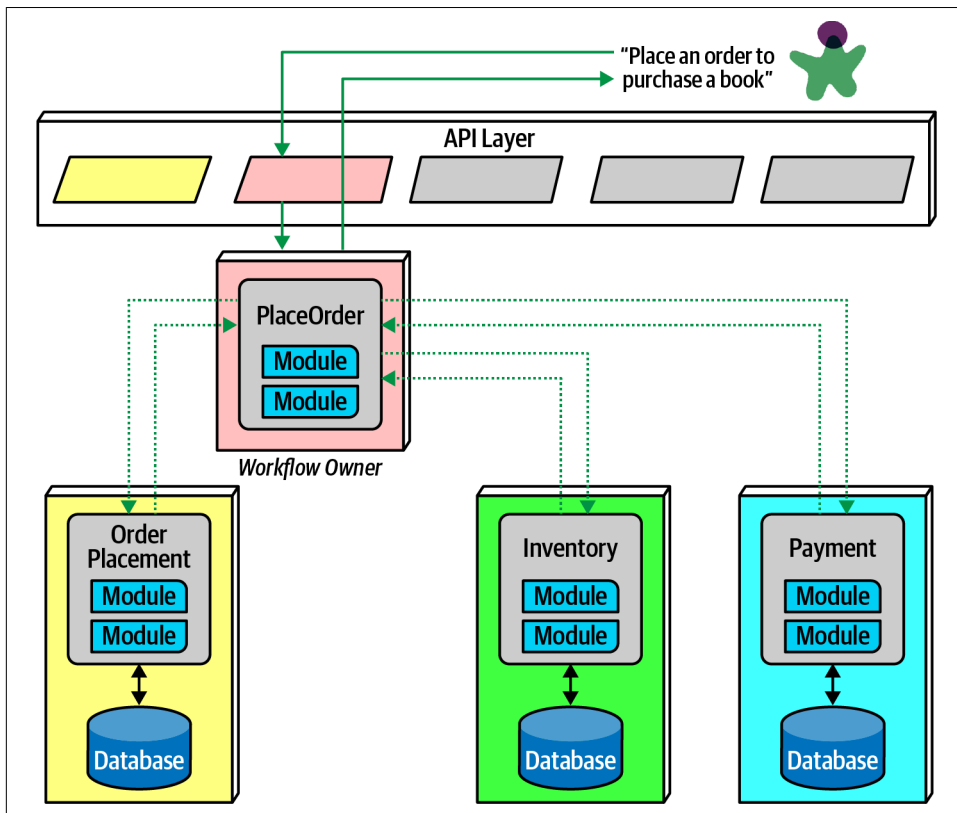 “Place an order to
purchase a book”
API Layer
PlaceOrder
Module
Module
Workflow Owner
Order
Placement
Module
Module
Database
Inventory
Module
Module
Database
Payment
Module
Module
Database